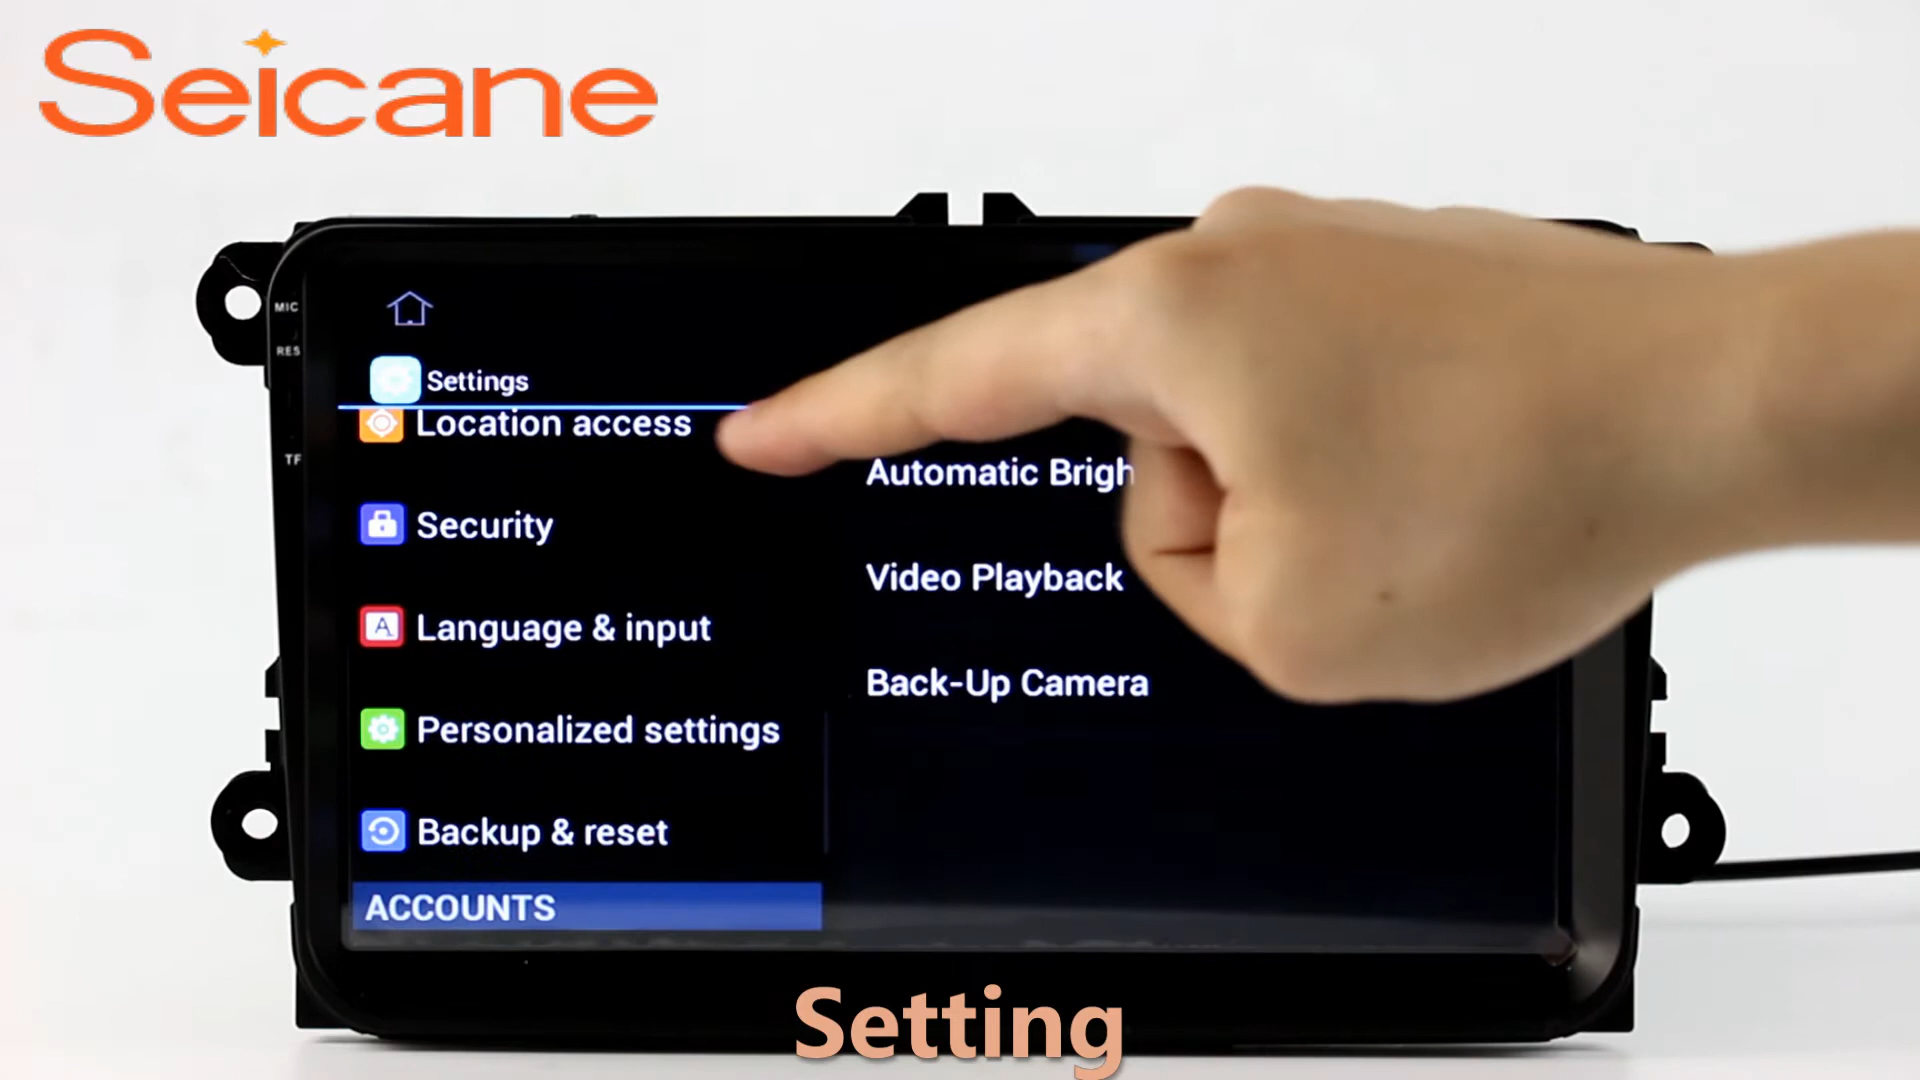 Seicane
MIC
RES
Settings
Location access
TF
Automatic Brigh
Security
Video Playback
Language & input
Back-Up Camera
Personalized settings
Backup & reset
ACCOUNTS
Setting